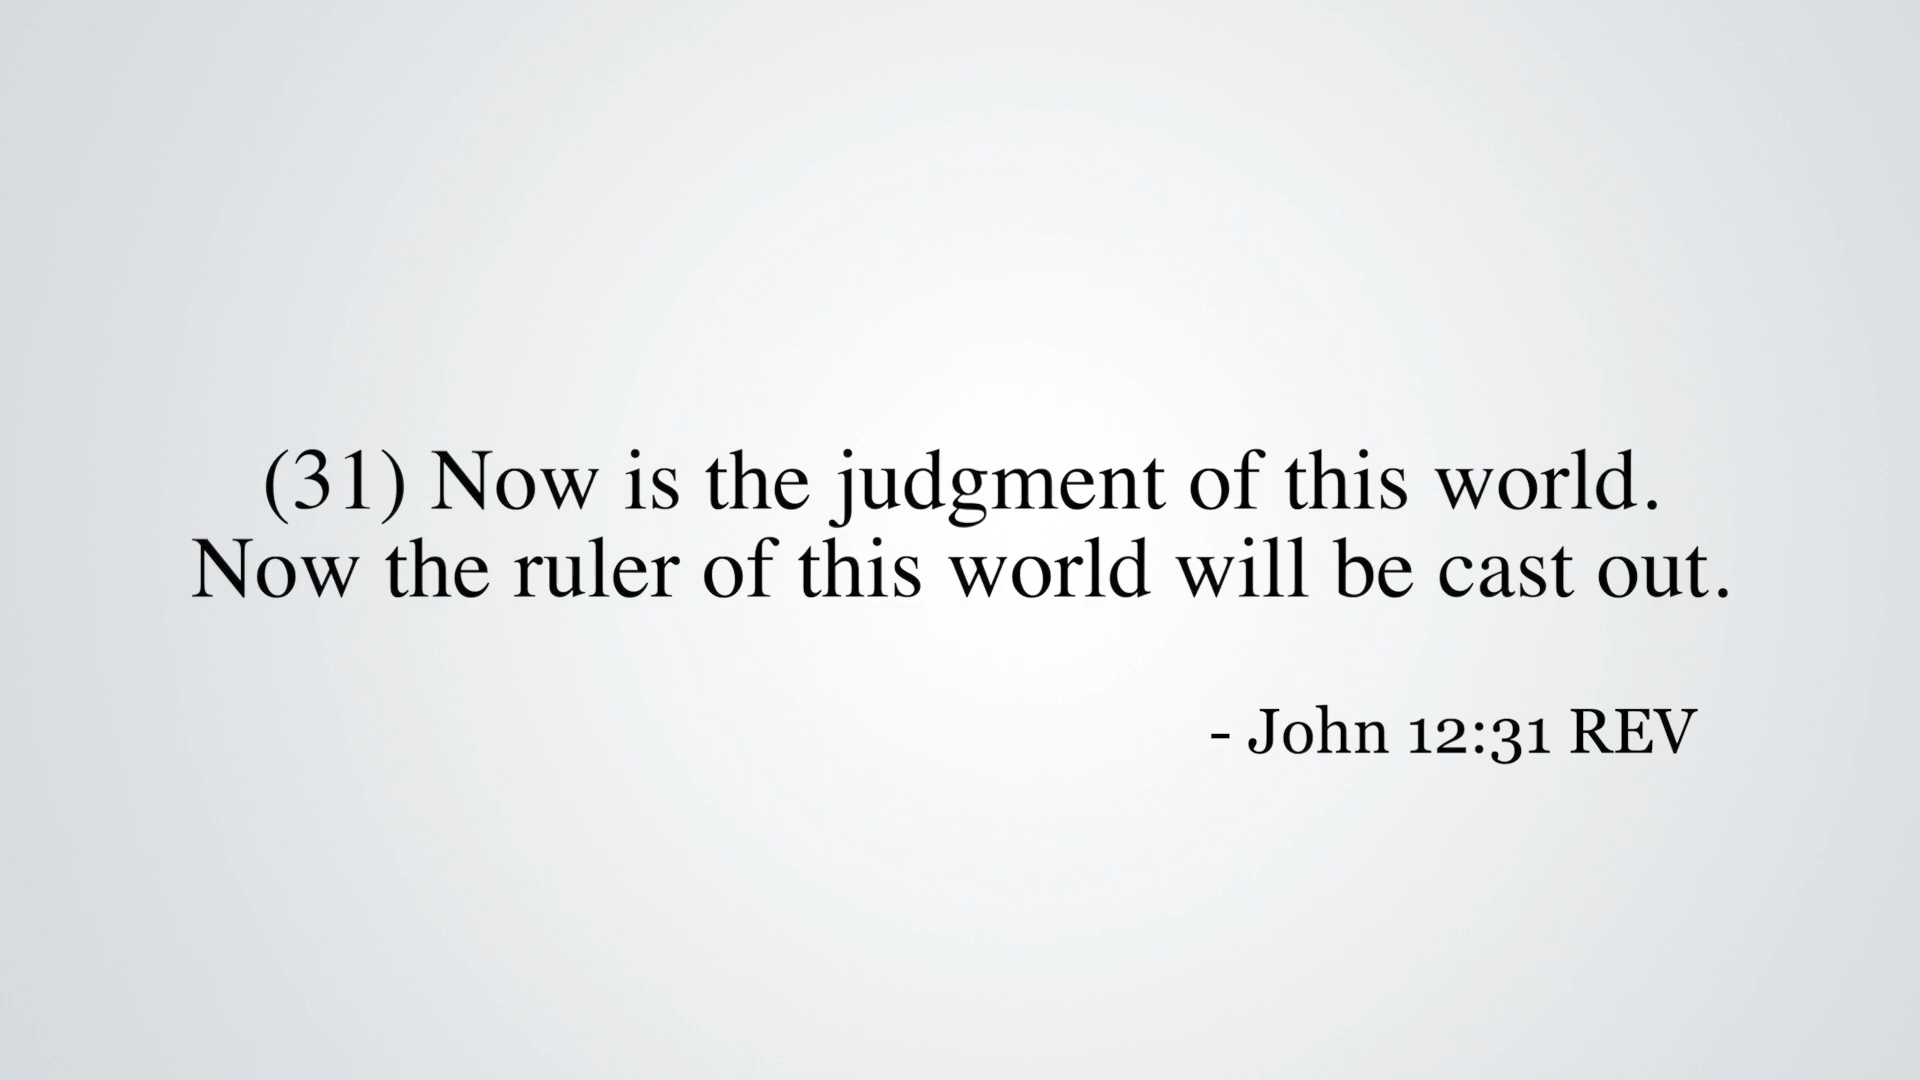 (31) Now is the judgment of this world.
Now the ruler of this world will be cast out.
- John 12:31 REV